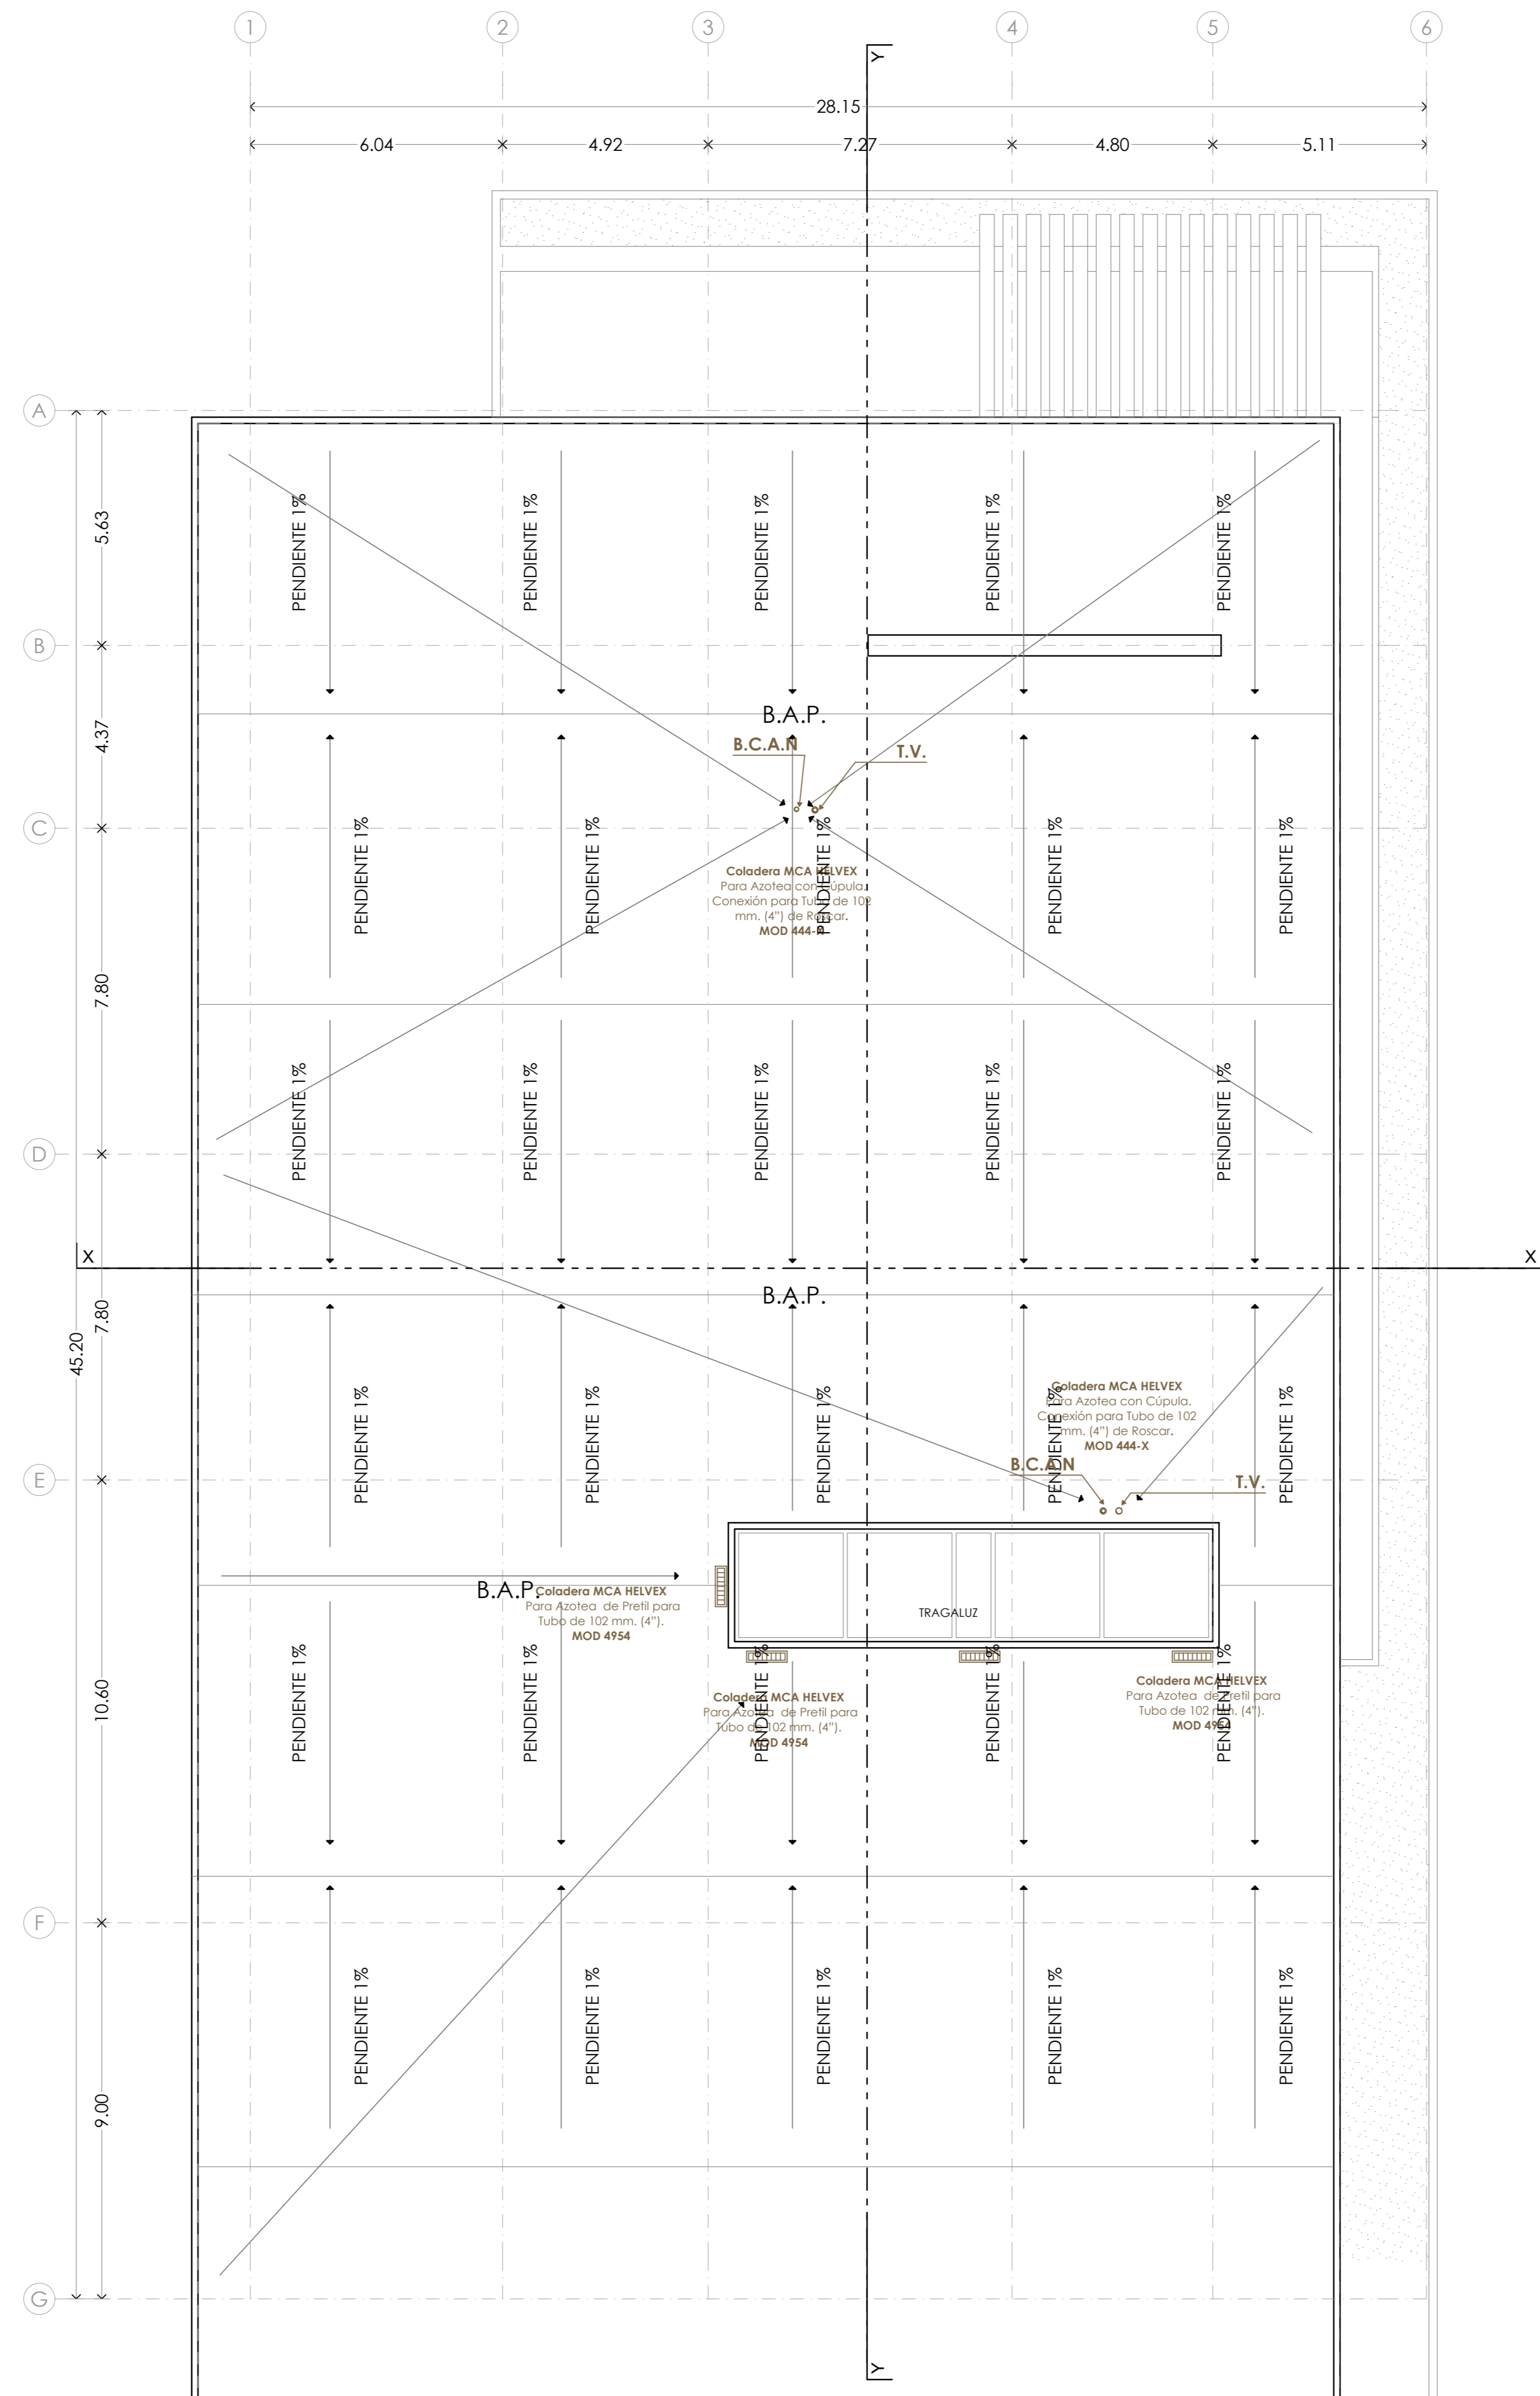 1
2
3
4
5
6
Y
28.15
6.04
4.92
7.27
4.80
5.11
A
5.63
PENDIENTE 1%
PENDIENTE 1%
PENDIENTE 1%
PENDIENTE 1%
PENDIENTE 1%
B
4.37
B.A.P.
B.C.A.N
T.V.
C
PENDIENTE 1%
PENDIENTE 1%
PENDIENTE 1%
PENDIENTE 1%
PENDIENTE 1%
Coladera MCA HELVEX
Para Azotea con Cúpula.
Conexión para Tubo de 102
mm. (4") de Roscar.
MOD 444-X
7.80
PENDIENTE 1%
PENDIENTE 1%
PENDIENTE 1%
PENDIENTE 1%
PENDIENTE 1%
D
X
X
B.A.P.
7.80
45.20
PENDIENTE 1%
PENDIENTE 1%
PENDIENTE 1%
PENDIENTE 1%
PENDIENTE 1%
Coladera MCA HELVEX
Para Azotea con Cúpula.
Conexión para Tubo de 102
mm. (4") de Roscar.
MOD 444-X
B.C.A.N
T.V.
E
B.A.P.
Coladera MCA HELVEX
Para Azotea de Pretil para
Tubo de 102 mm. (4").
MOD 4954
TRAGALUZ
10.60
PENDIENTE 1%
PENDIENTE 1%
PENDIENTE 1%
PENDIENTE 1%
PENDIENTE 1%
Coladera MCA HELVEX
Para Azotea de Pretil para
Tubo de 102 mm. (4").
MOD 4954
Coladera MCA HELVEX
Para Azotea de Pretil para
Tubo de 102 mm. (4").
MOD 4954
F
PENDIENTE 1%
PENDIENTE 1%
PENDIENTE 1%
PENDIENTE 1%
PENDIENTE 1%
9.00
G
Y